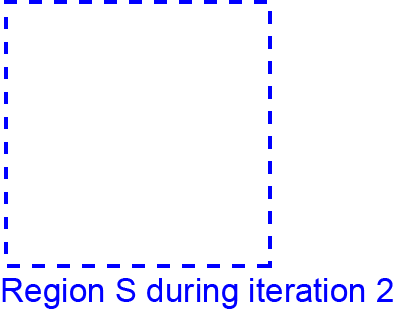 Region S during iteration 2